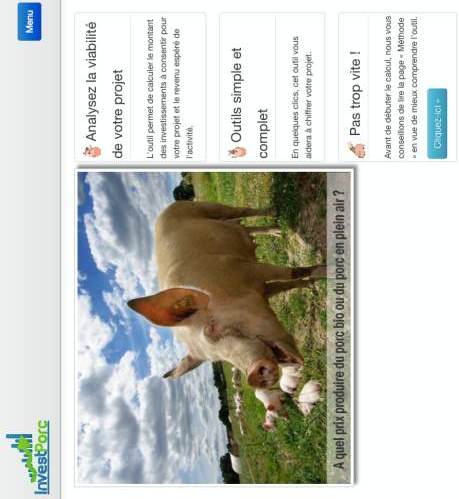 InvestPorc
Menu
A quel prix produire du porc bio ou du porc en plein air ?
Analysez la viabilité
de votre projet
L'outil permet de calculer le montant
des investissements à consentir pour
votre projet et le revenu espéré de
l'activité.
Outils simple et
complet
En quelques clics, cet outil vous
aidera à chiffrer votre projet.
Pas trop vite !
Avant de débuter le calcul, nous vous
conseillons de lire la page « Méthode
» en vue de mieux comprendre l'outil.
Cliquez-ici »